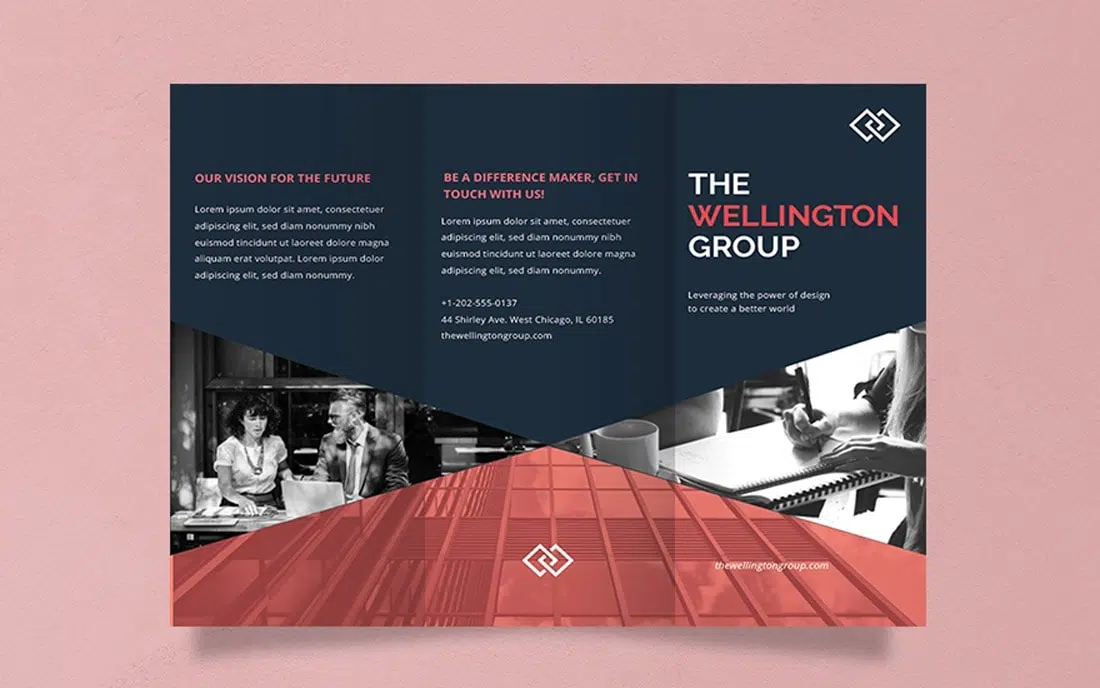 OUR VISION FOR THE FUTURE
Lorem ipsum dolor sit amet, consectetuer
adipiscing elit, sed diam nonummy nibh
euismod tincidunt ut laoreet dolore magna
aliquam erat volutpat. Lorem ipsum dolor
adipiscing elit, sed diam nonummy.
BE A DIFFERENCE MAKER, GET IN
TOUCH WITH US!
Lorem ipsum dolor sit amet, consectetuer
adipiscing elit, sed diam nonummy nibh
euismod tincidunt ut laoreet dolore magna
adipiscing elit, sed diam nonummy.
+1-202-555-0137
44 Shirley Ave. West Chicago, IL 60185
thewellingtongroup.com
THE
WELLINGTON
GROUP
Leveraging the power of design
to create a better world
thewellingtongroup.com